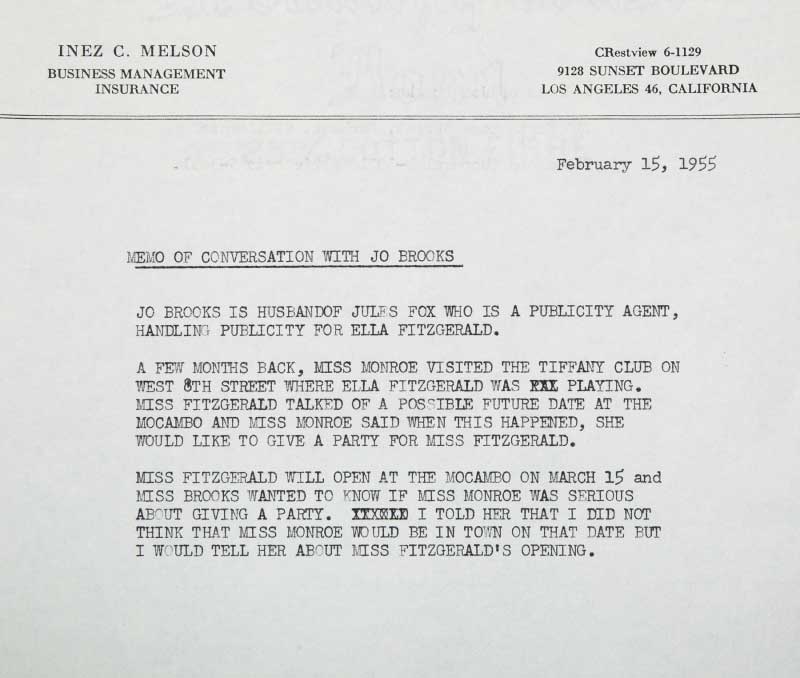 INEZ C. MELSON
BUSINESS MANAGEMENT
INSURANCE
CRestview 6-1129
9128 SUNSET BOULEVARD
LOS ANGELES 46, CALIFORNIA
February 15, 1955
MEMO OF CONVERSATION WITH JO BROOKS
JO BROOKS IS HUSBANDOF JULES FOX WHO IS A PUBLICITY AGENT,
HANDLING PUBLICITY FOR ELLA FITZGERALD.
A FEW MONTHS BACK, MISS MONROE VISITED THE TIFFANY CLUB ON
WEST 8TH STREET WHERE ELLA FITZGERALD WAS PLAYING.
MISS FITZGERALD TALKED OF A POSSIBLE FUTURE DATE AT THE
MOCAMBO AND MISS MONROE SAID WHEN THIS HAPPENED, SHE
WOULD LIKE TO GIVE A PARTY FOR MISS FITZGERALD.
MISS FITZGERALD WILL OPEN AT THE MOCAMBO ON MARCH 15 and
MISS BROOKS WANTED TO KNOW IF MISS MONROE WAS SERIOUS
ABOUT GIVING A PARTY. I TOLD HER THAT I DID NOT
THINK THAT MISS MONROE WOULD BE IN TOWN ON THAT DATE BUT
I WOULD TELL HER ABOUT MISS FITZGERALD'S OPENING.